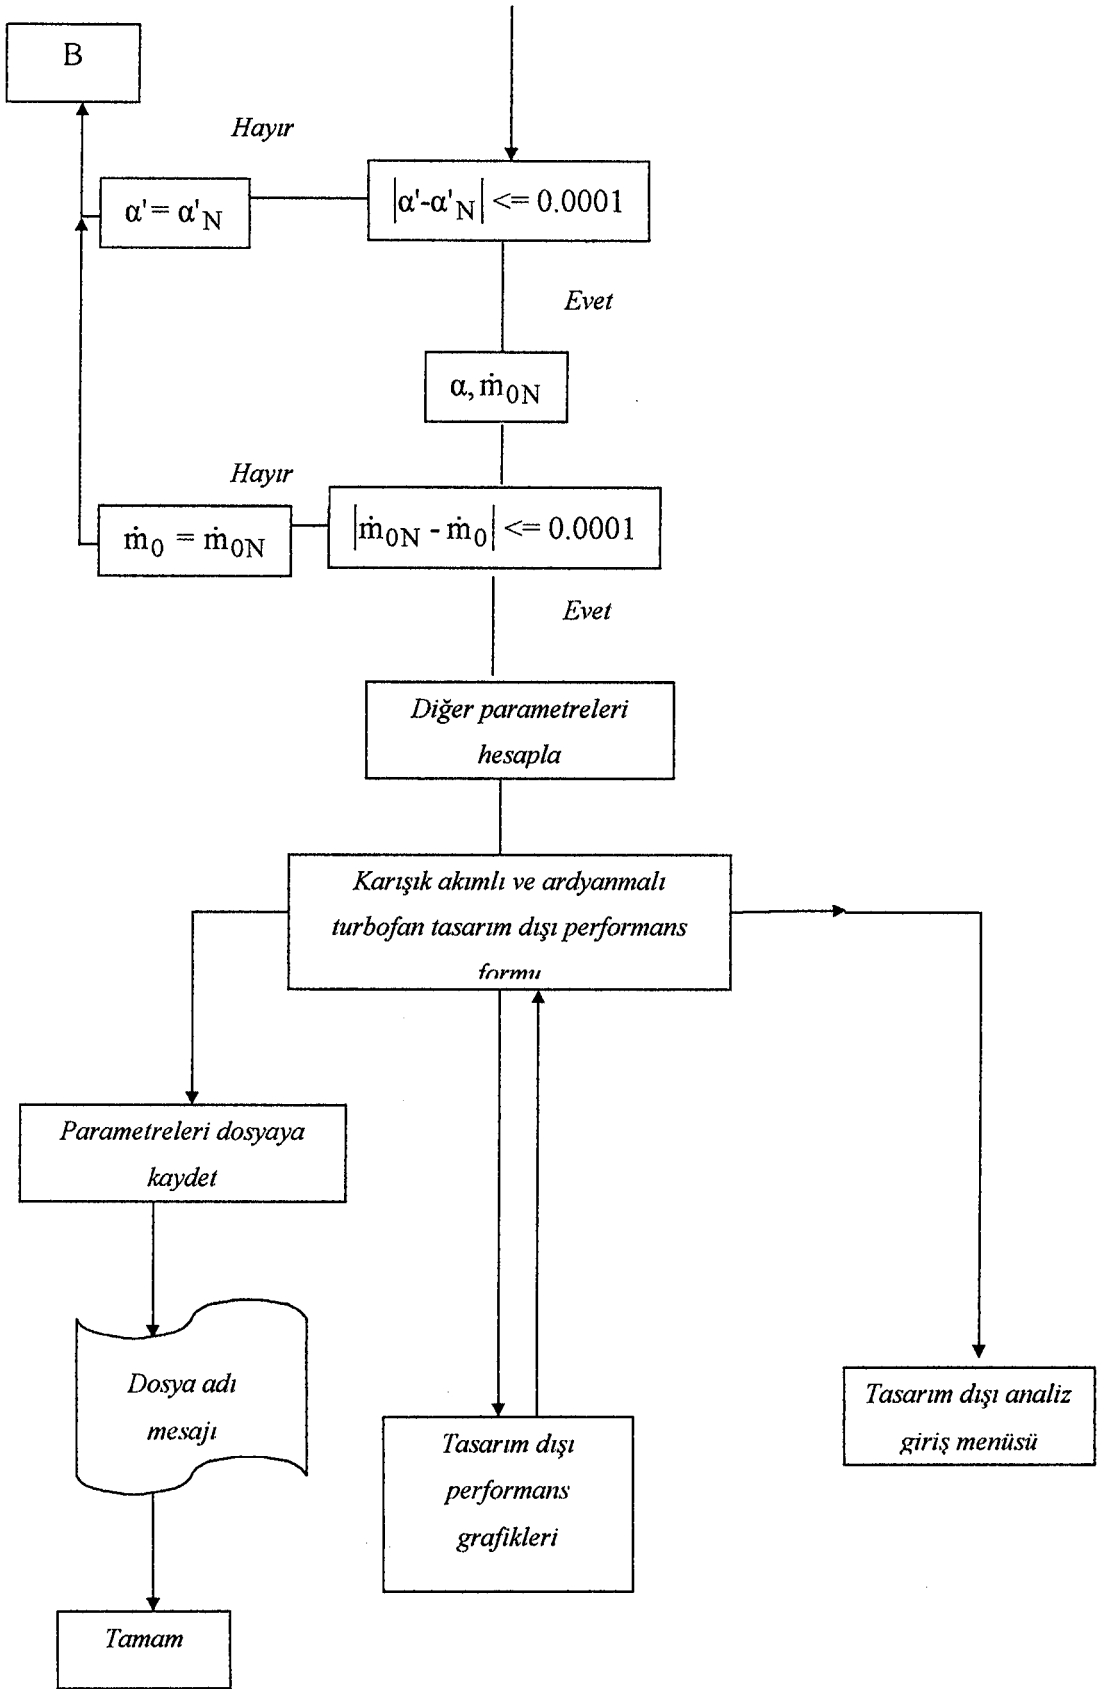 B
Hayır
|α'-α'N| <= 0.0001
α'= α'N
Evet
α, ṁ0N
Hayır
|ṁ0N - ṁ0| <= 0.0001
ṁ0 = ṁ0N
Evet
Diğer parametreleri
hesapla
Karışık akımlı ve ardyanmalı
turbofan tasarım dışı performans
formu
Parametreleri dosyaya
kaydet
Dosya adı
mesajı
Tasarım dışı analiz
giriş menüsü
Tasarım dışı
performans
grafikleri
Tamam